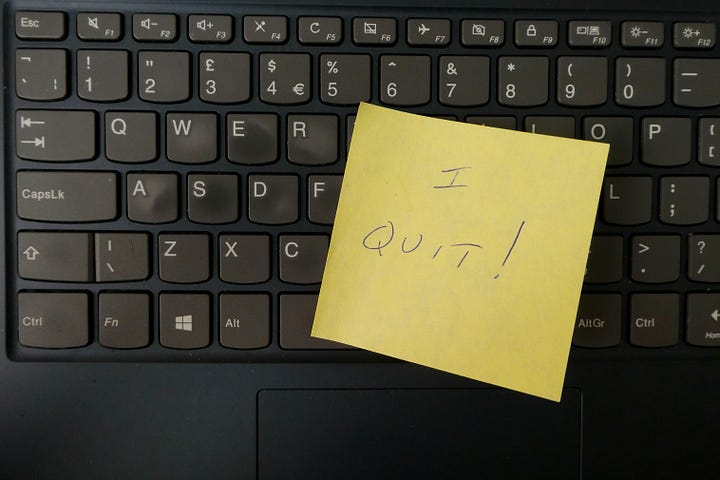 Esc F1 F2 F3 F4 F5 F6 F7 F8 F9 F10 F11 F12
¬ ! " £ $ % ^ & * ( ) _
` ¦ 1 2 3 4 € 5 6 7 8 9 0 -
Q W E R O P
CapsLk A S D F L : ;
| \ Z X C > . ? /
Ctrl Fn Alt AltGr Ctrl
I
QUIT!